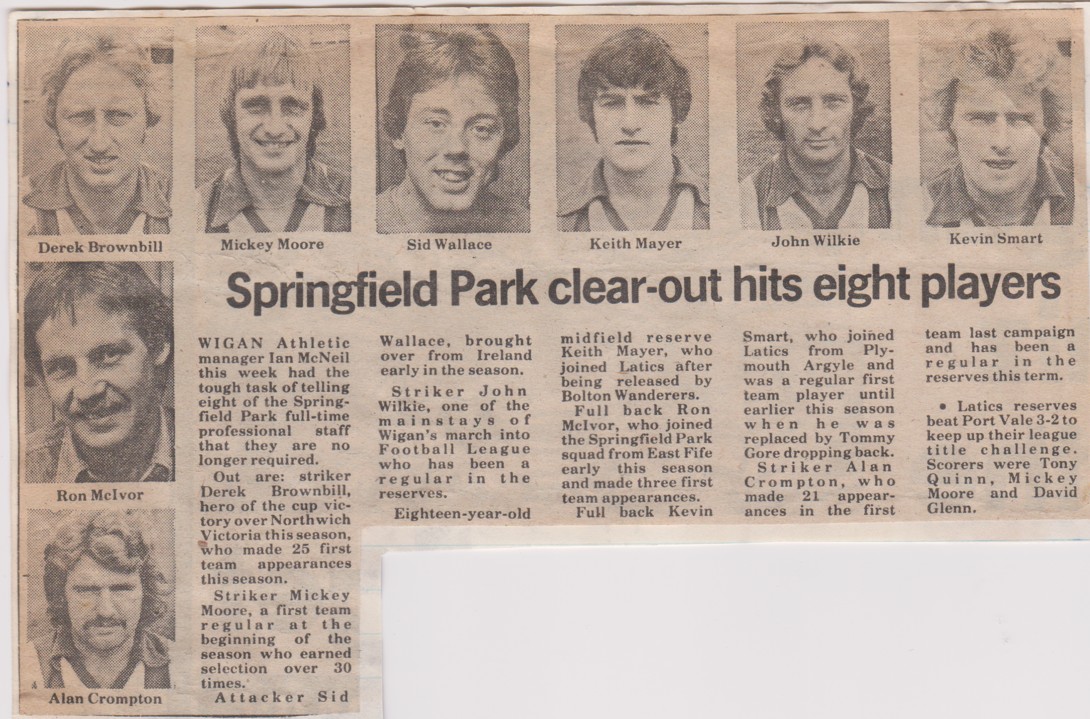 Derek Brownbill
Mickey Moore
Sid Wallace
Keith Mayer
John Wilkie
Kevin Smart
Ron McIvor
Alan Crompton
Springfield Park clear-out hits eight players
WIGAN Athletic
manager Ian McNeil
this week had the
tough task of telling
eight of the Spring-
field Park full-time
professional staff
that they are no
longer required.
Out are: striker
Derek Brownbill,
hero of the cup vic-
tory over Northwich
Victoria this season,
who made 25 first
team appearances
this season.
Striker Mickey
Moore, a first team
regular at the
beginning of the
season who earned
selection over 30
times.
Attacker Sid
Wallace, brought
over from Ireland
early in the season.
Striker John
Wilkie, one of the
mainstays of
Wigan's march into
Football League
who has been a
regular in the
reserves.
Eighteen-year-old
midfield reserve
Keith Mayer, who
joined Latics after
being released by
Bolton Wanderers.
Full back Ron
McIvor, who joined
the Springfield Park
squad from East Fife
early this season
and made three first
team appearances.
Full back Kevin
Smart, who joined
Latics from Ply-
mouth Argyle and
was a regular first
team player until
earlier this season
when he was
replaced by Tommy
Gore dropping back.
Striker Alan
Crompton, who
made 21 appear-
ances in the first
team last campaign
and has been a
regular in the
reserves this term.
• Latics reserves
beat Port Vale 3-2 to
keep up their league
title challenge.
Scorers were Tony
Quinn, Mickey
Moore and David
Glenn.